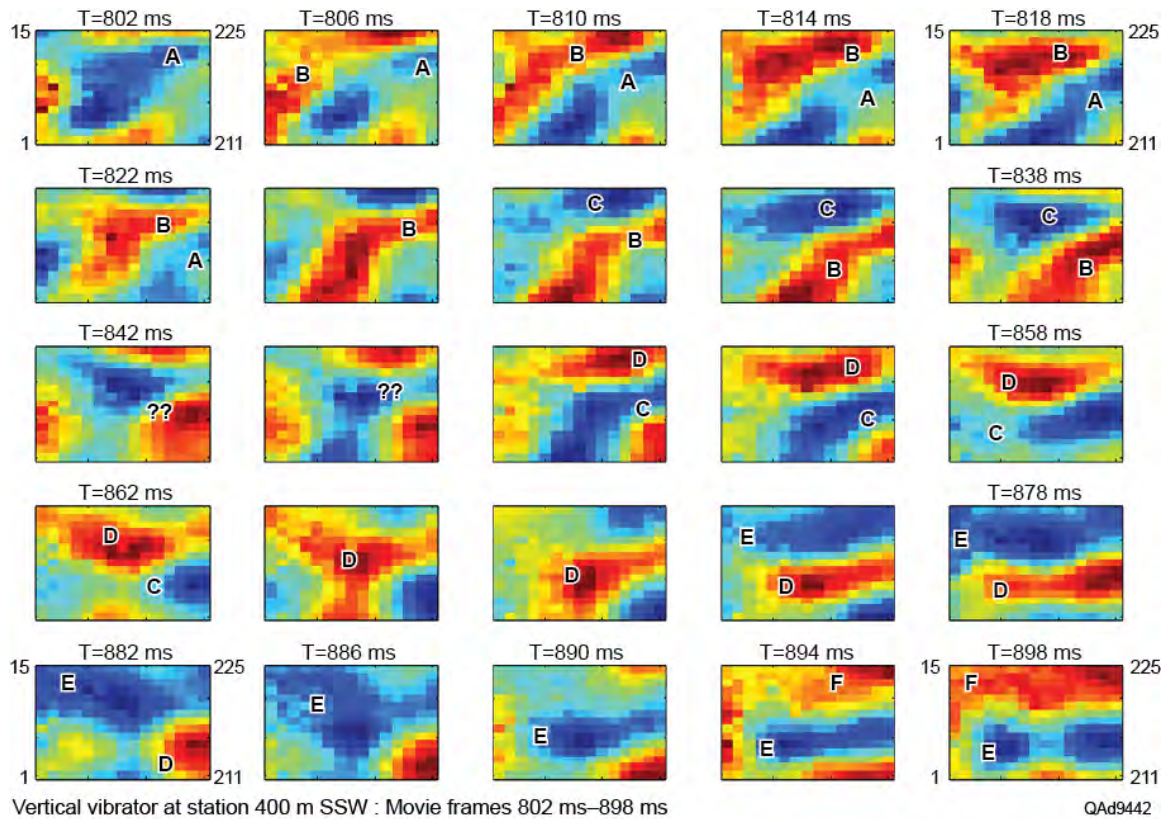 T=802 ms T=806 ms T=810 ms T=814 ms T=818 ms
15 225
A B A B A B A B A
1 211
T=822 ms T=838 ms
B A B C B C B C B
T=842 ms T=858 ms
?? ?? D C D C D C
T=862 ms T=878 ms
D C D D E D E D
T=882 ms T=886 ms T=890 ms T=894 ms T=898 ms
15 225
E D E E F E F E
1 211
Vertical vibrator at station 400 m SSW : Movie frames 802 ms–898 ms
QAd9442